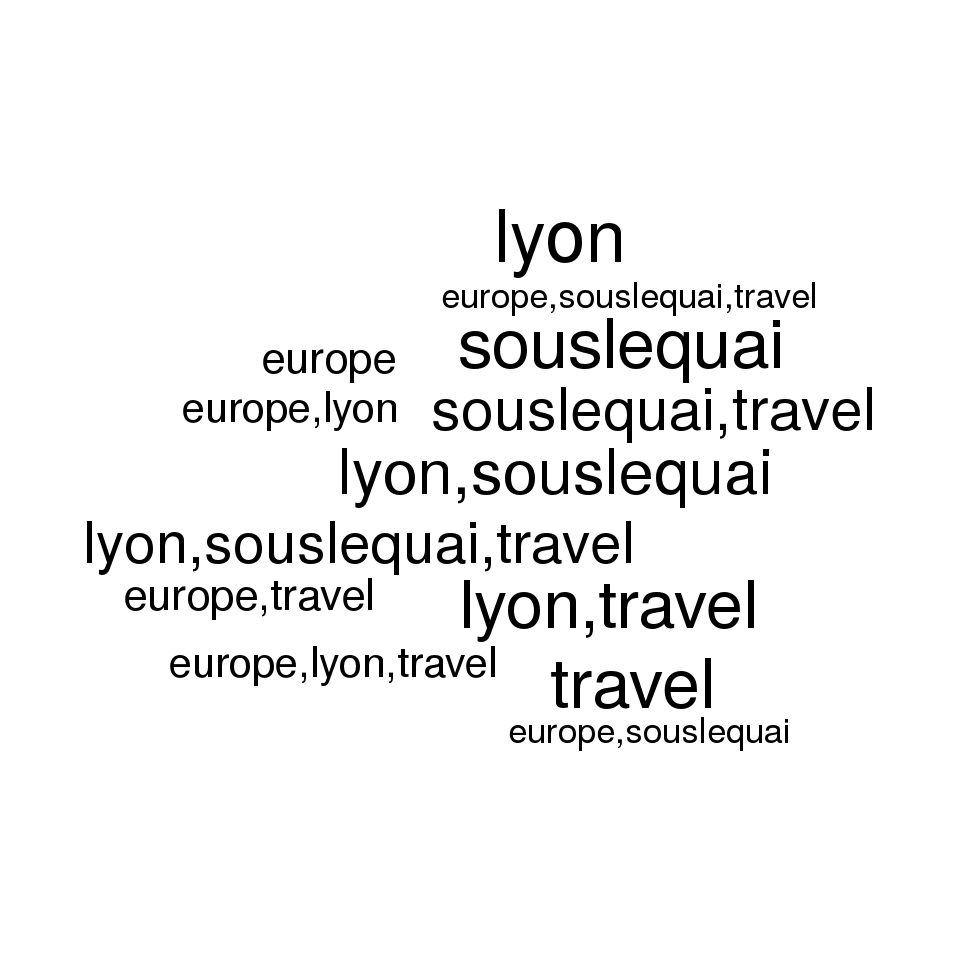 lyon
europe,souslequai,travel
souslequai
europe
europe,lyon
souslequai,travel
lyon,souslequai
lyon,souslequai,travel
europe,travel
lyon,travel
europe,lyon,travel
travel
europe,souslequai